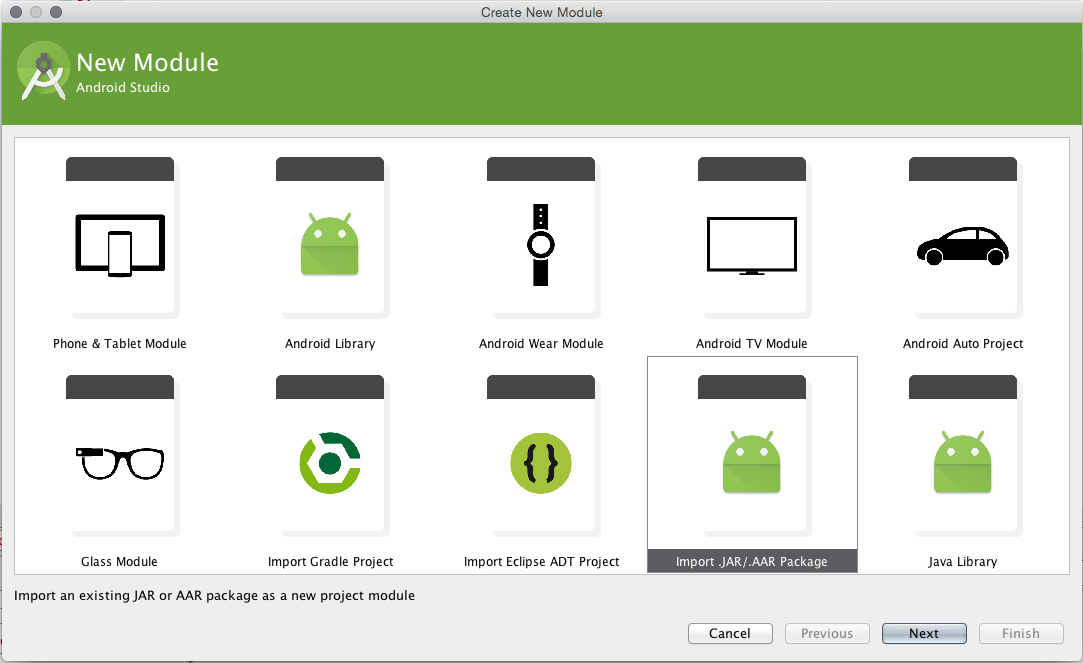 Create New Module
New Module
Android Studio
Phone & Tablet Module
Android Library
Android Wear Module
Android TV Module
Android Auto Project
Glass Module
Import Gradle Project
{}
Import Eclipse ADT Project
Import .JAR/.AAR Package
Java Library
Import an existing JAR or AAR package as a new project module
Cancel
Previous
Next
Finish